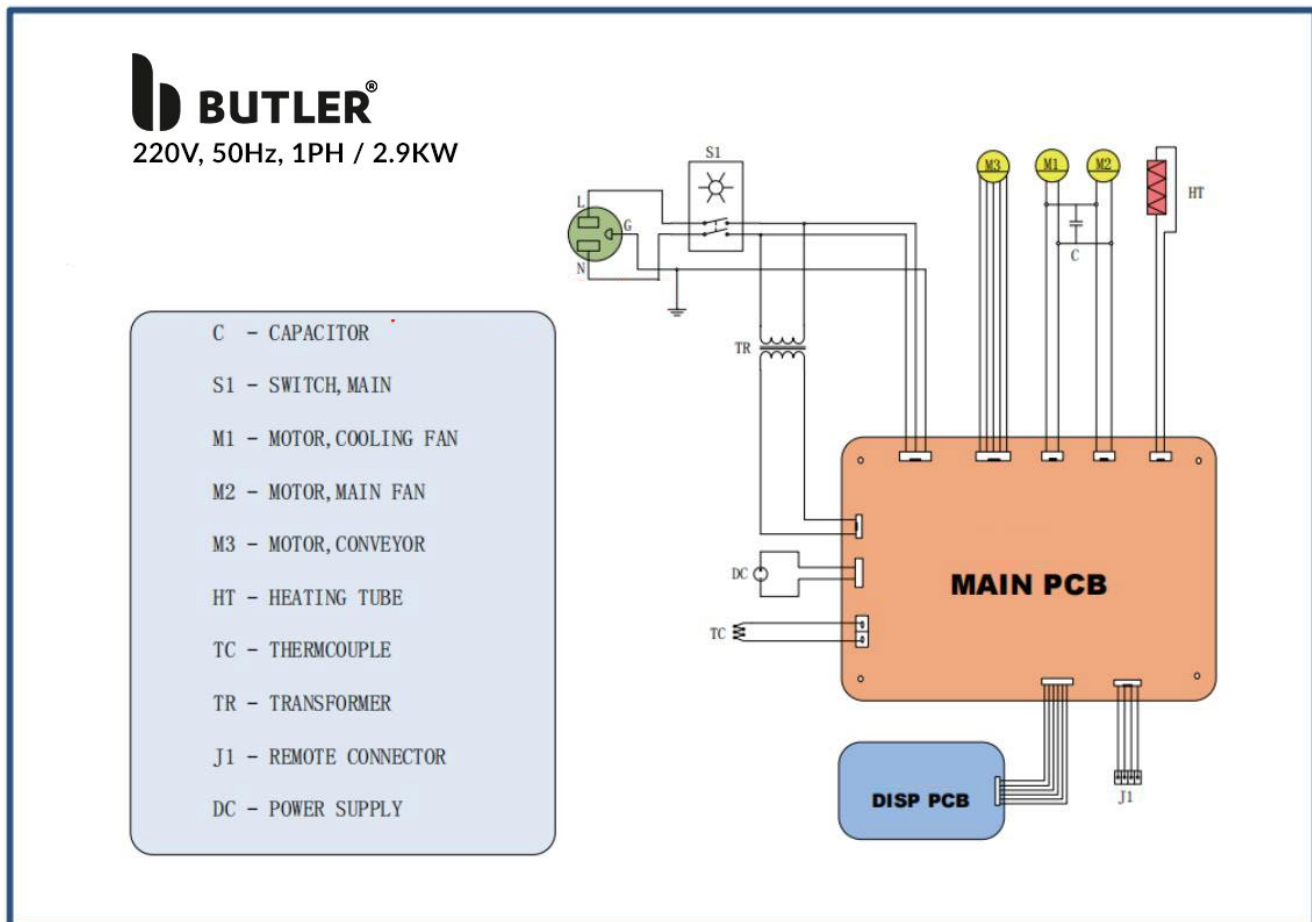 b BUTLER®
220V, 50Hz, 1PH / 2.9KW
C - CAPACITOR
S1 - SWITCH,MAIN
M1 - MOTOR,COOLING FAN
M2 - MOTOR,MAIN FAN
M3 - MOTOR,CONVEYOR
HT - HEATING TUBE
TC - THERMCOUPLE
TR - TRANSFORMER
J1 - REMOTE CONNECTOR
DC - POWER SUPPLY
S1
L
G
N
M3
M1
M2
HT
C
TR
DC
TC
MAIN PCB
DISP PCB
J1